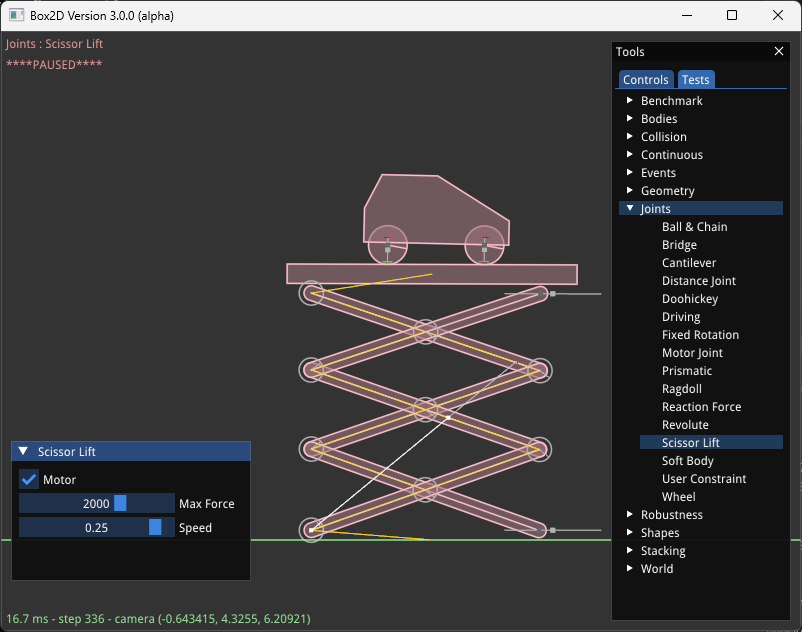 Box2D Version 3.0.0 (alpha)
Joints : Scissor Lift
****PAUSED****
Tools
Controls
Tests
Benchmark
Bodies
Collision
Continuous
Events
Geometry
Joints
Ball & Chain
Bridge
Cantilever
Distance Joint
Doohickey
Driving
Fixed Rotation
Motor Joint
Prismatic
Ragdoll
Reaction Force
Revolute
Scissor Lift
Soft Body
User Constraint
Wheel
Robustness
Shapes
Stacking
World
Scissor Lift
Motor
2000 Max Force
0.25 Speed
16.7 ms - step 336 - camera (-0.643415, 4.3255, 6.20921)